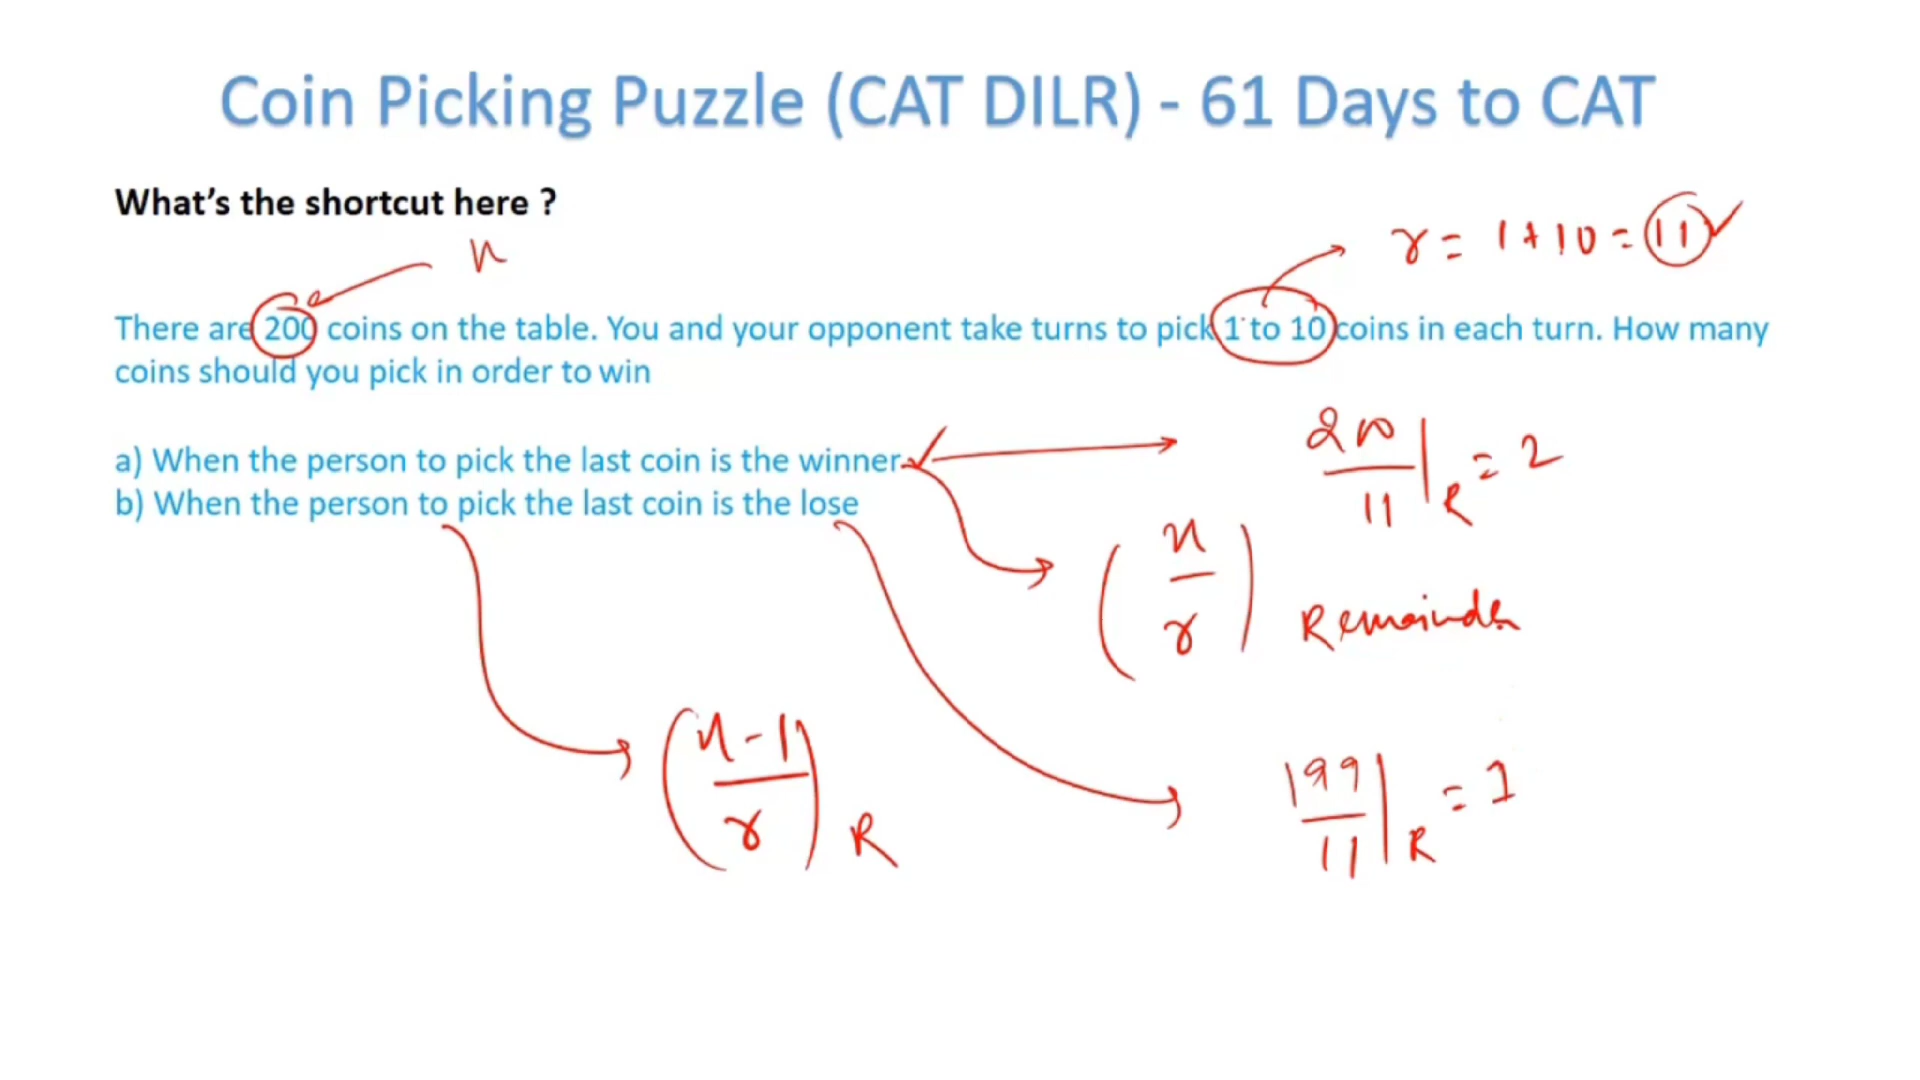 Coin Picking Puzzle (CAT DILR) - 61 Days to CAT
What's the shortcut here ?
n
r = 1 + 10 = 11
There are 200 coins on the table. You and your opponent take turns to pick 1 to 10 coins in each turn. How many
coins should you pick in order to win
a) When the person to pick the last coin is the winner
b) When the person to pick the last coin is the lose
200/11 | R = 2
(n/r) Remainder
(n-1/r) R
199/11 | R = 1